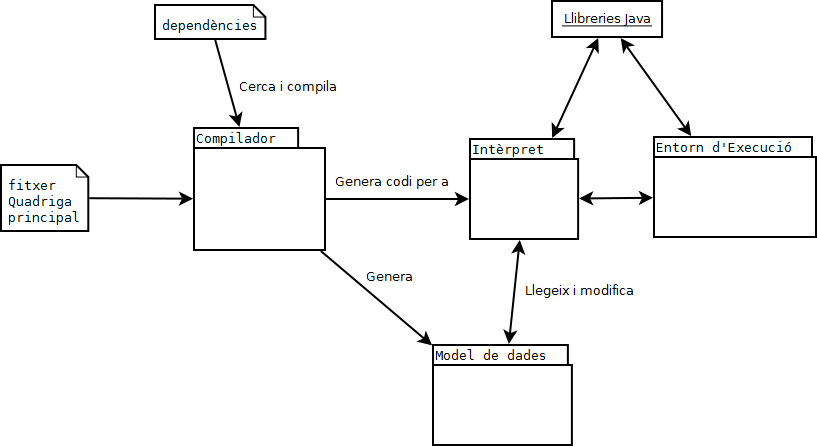 dependències
Llibreries Java
Cerca i compila
Compilador
Intèrpret
Entorn d'Execució
fitxer
Quadriga
principal
Genera codi per a
Genera
Llegeix i modifica
Model de dades